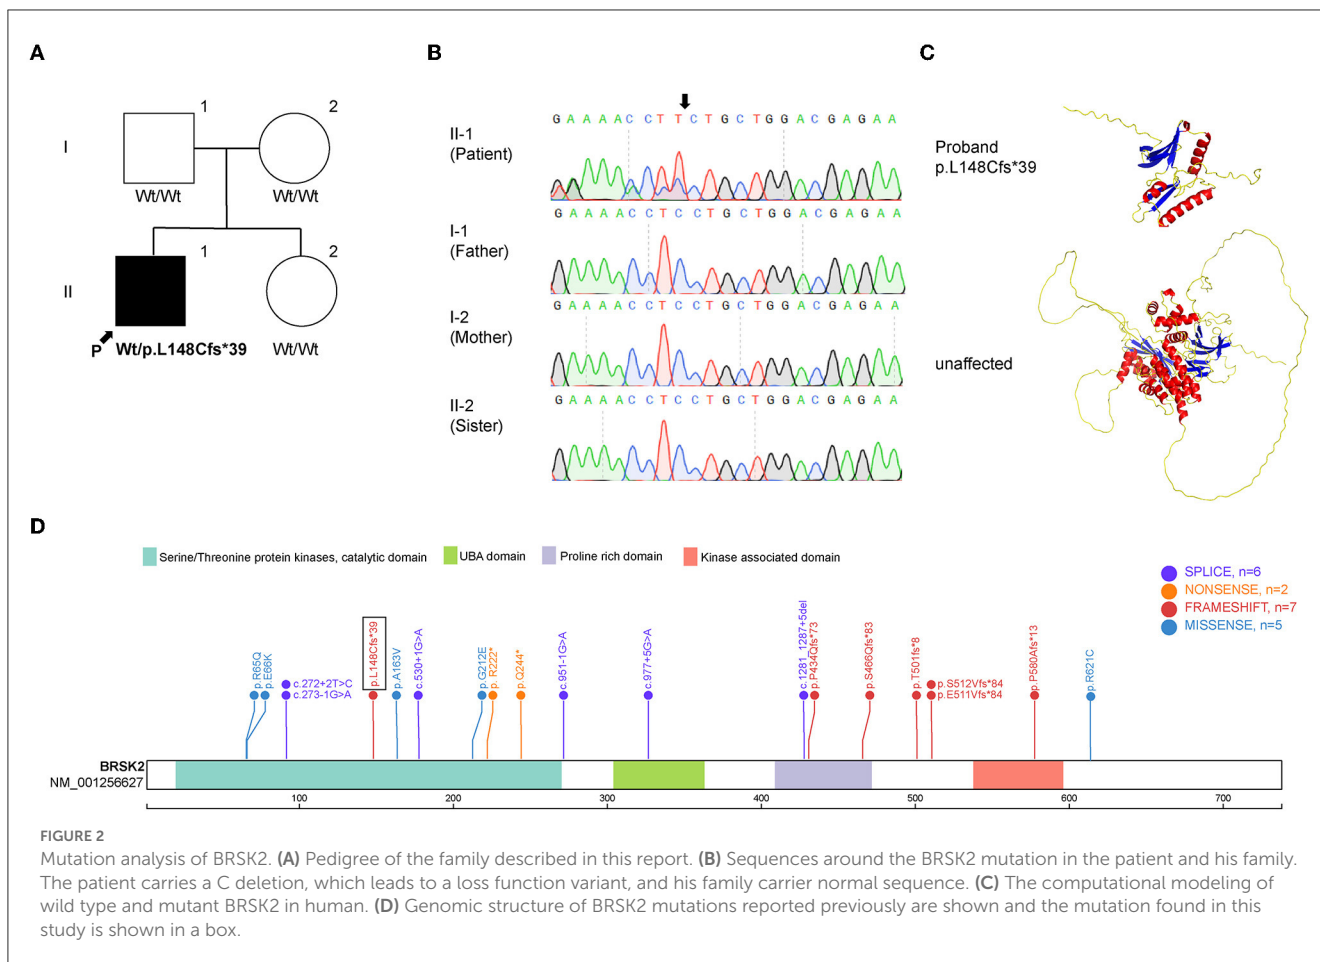 A
1
2
I
Wt/Wt
Wt/Wt
1
2
II
P
Wt/p.L148Cfs*39
Wt/Wt
B
II-1
(Patient)
G A A A A C C T T C T G C T G G A C G A G A A
I-1
(Father)
G A A A A C C T C C T G C T G G A C G A G A A
I-2
(Mother)
G A A A A C C T C C T G C T G G A C G A G A A
II-2
(Sister)
G A A A A C C T C C T G C T G G A C G A G A A
C
Proband
p.L148Cfs*39
unaffected
D
Serine/Threonine protein kinases, catalytic domain
UBA domain
Proline rich domain
Kinase associated domain
SPLICE, n=6
NONSENSE, n=2
FRAMESHIFT, n=7
MISSENSE, n=5
p.R65Q
p.E66K
c.272+2T>C
c.273-1G>A
p.L148Cfs*39
p.A163V
c.530+1G>A
p.G212E
p. R222*
p.Q244*
c.951-1G>A
c.977+5G>A
c.1281_1287+5del
p.P434Qfs*73
p.S466Qfs*83
p.T501fs*8
p.S512Vfs*84
p.E511Vfs*84
p.P580Afs*13
p.R621C
BRSK2
NM_001256627
100
200
300
400
500
600
700
FIGURE 2
Mutation analysis of BRSK2. (A) Pedigree of the family described in this report. (B) Sequences around the BRSK2 mutation in the patient and his family.
The patient carries a C deletion, which leads to a loss function variant, and his family carrier normal sequence. (C) The computational modeling of
wild type and mutant BRSK2 in human. (D) Genomic structure of BRSK2 mutations reported previously are shown and the mutation found in this
study is shown in a box.